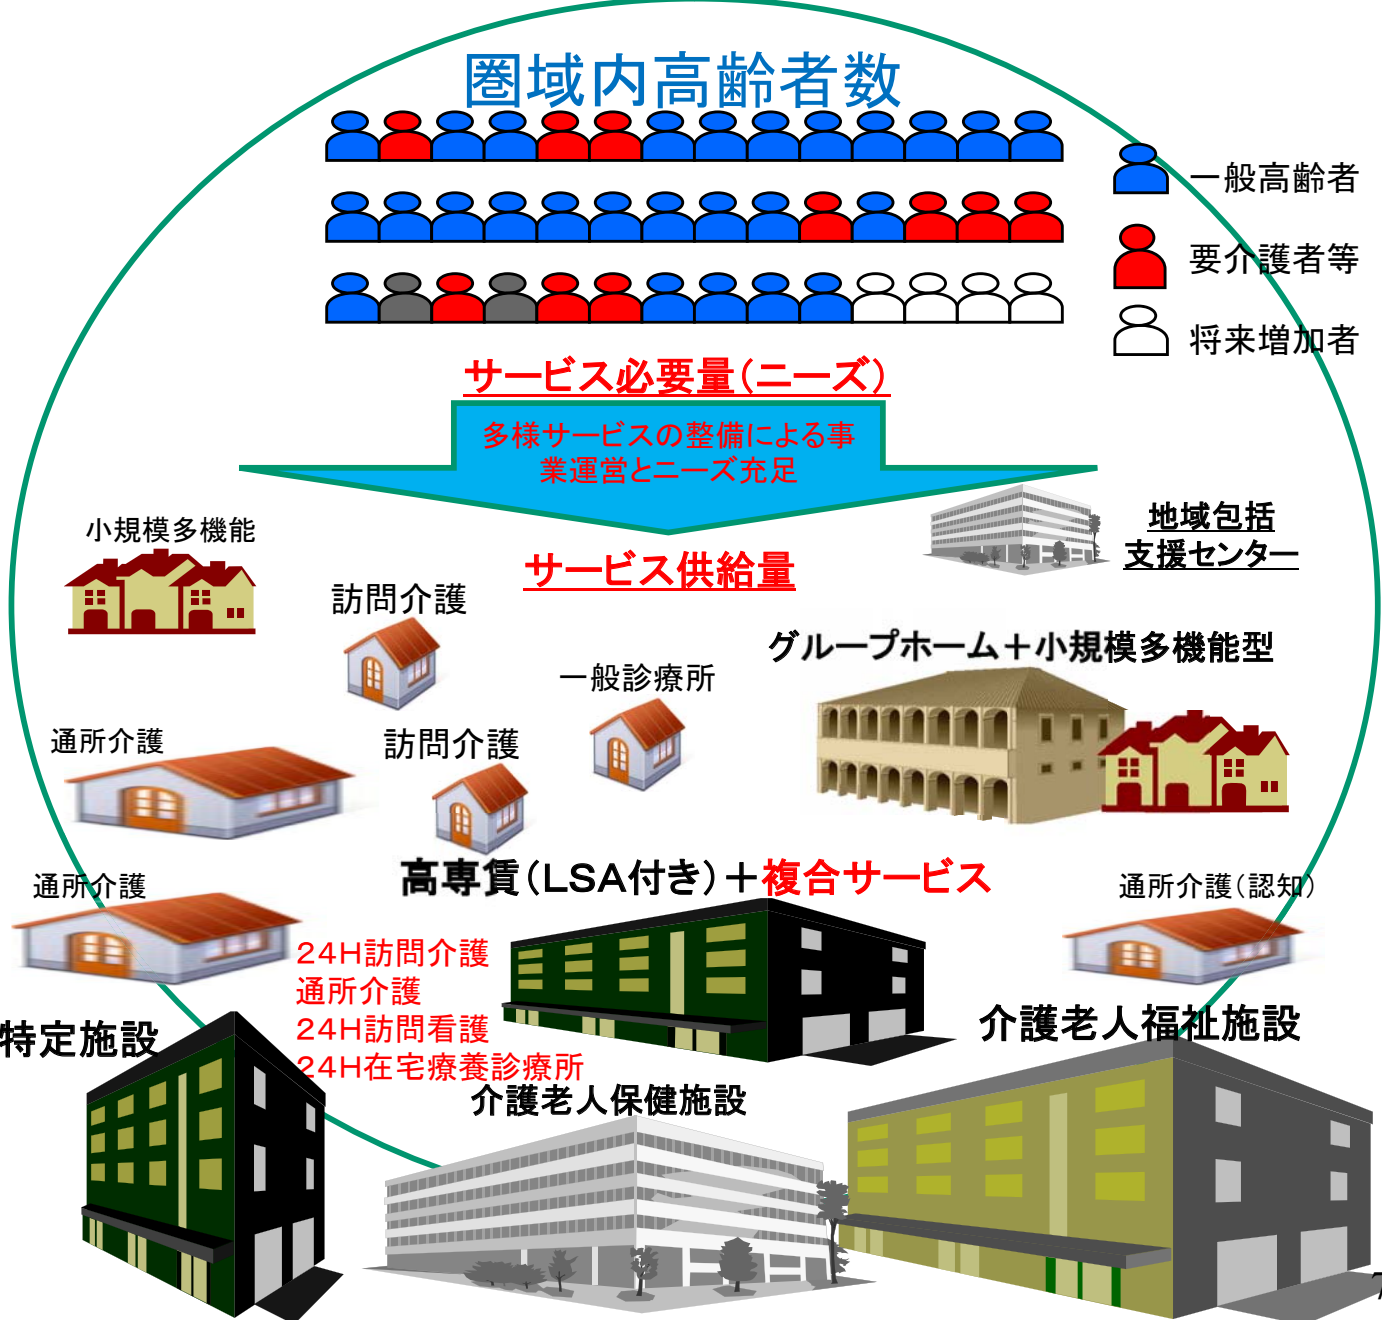 圏域内高齢者数
一般高齢者
要介護者等
将来増加者
サービス必要量(ニーズ)
多様サービスの整備による事
業運営とニーズ充足
地域包括
支援センター
小規模多機能
サービス供給量
訪問介護
グループホーム＋小規模多機能型
一般診療所
通所介護
訪問介護
高専賃(LSA付き)＋複合サービス
通所介護
通所介護(認知)
24H訪問介護
通所介護
24H訪問看護
24H在宅療養診療所
特定施設
介護老人福祉施設
介護老人保健施設
7